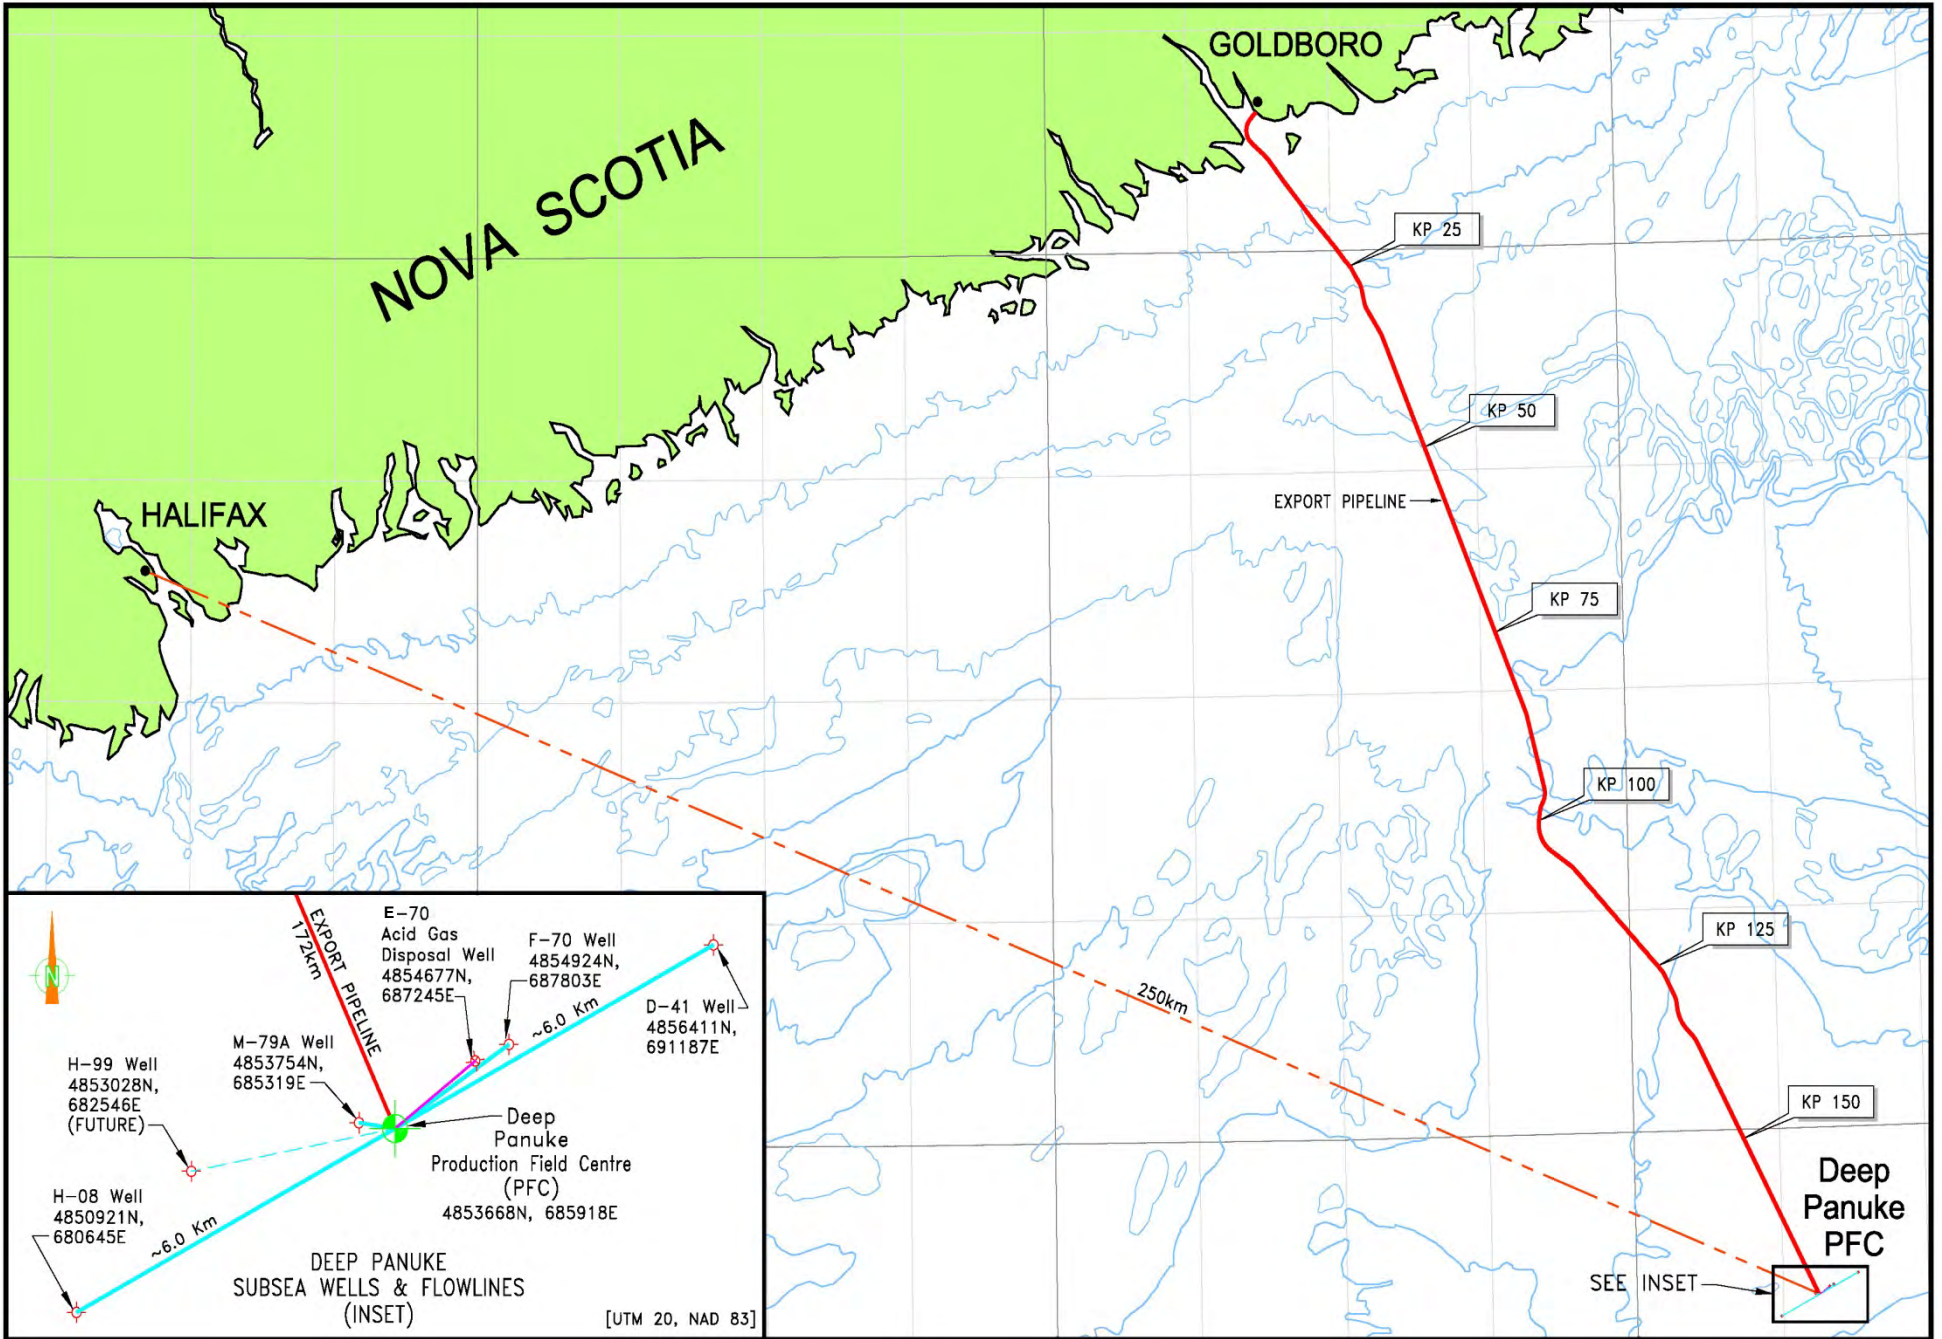 GOLDBORO
NOVA SCOTIA
KP 25
KP 50
EXPORT PIPELINE
HALIFAX
KP 75
KP 100
KP 125
250km
KP 150
Deep
Panuke
PFC
SEE INSET
N
EXPORT PIPELINE
172km
E-70
Acid Gas
Disposal Well
4854677N,
687245E
F-70 Well
4854924N,
687803E
~6.0 Km
D-41 Well
4856411N,
691187E
M-79A Well
4853754N,
685319E
H-99 Well
4853028N,
682546E
(FUTURE)
Deep
Panuke
Production Field Centre
(PFC)
4853668N, 685918E
H-08 Well
4850921N,
680645E
~6.0 Km
DEEP PANUKE
SUBSEA WELLS & FLOWLINES
(INSET)
[UTM 20, NAD 83]